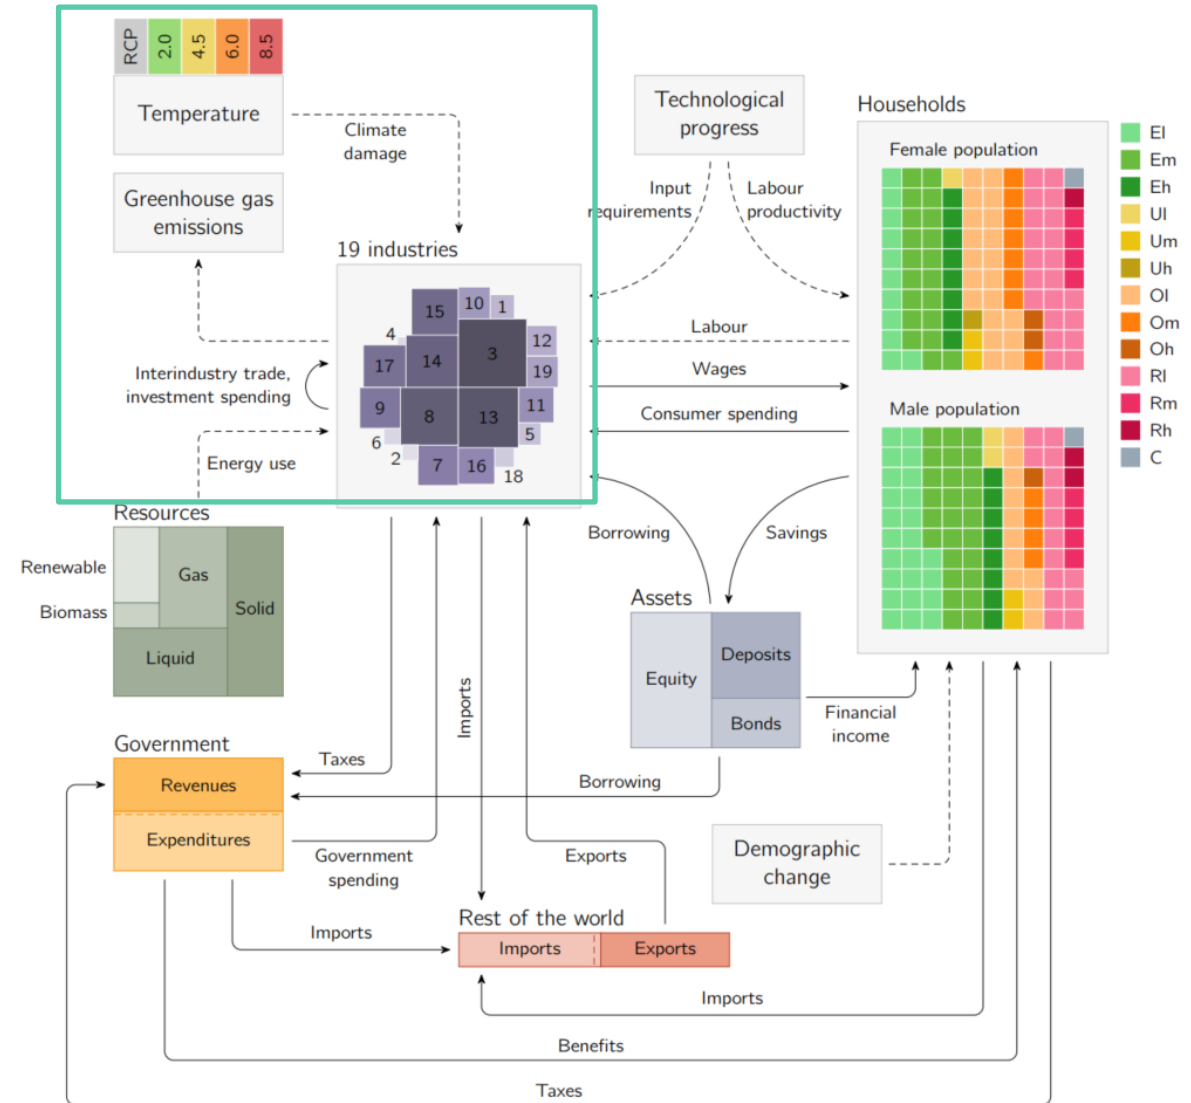 RCP
2.0
4.5
6.0
8.5
Temperature
Climate
damage
Greenhouse gas
emissions
19 industries
15
10
1
4
3
12
14
17
19
9
8
13
11
6
5
2
7
16
18
Interindustry trade,
investment spending
Energy use
Technological
progress
Input
requirements
Labour
productivity
Labour
Wages
Consumer spending
Borrowing
Savings
Households
Female population
Male population
El
Em
Eh
Ul
Um
Uh
Ol
Om
Oh
Rl
Rm
Rh
C
Resources
Renewable
Biomass
Gas
Solid
Liquid
Assets
Equity
Deposits
Bonds
Financial
income
Imports
Government
Revenues
Expenditures
Taxes
Borrowing
Government
spending
Exports
Demographic
change
Imports
Rest of the world
Imports
Exports
Imports
Benefits
Taxes